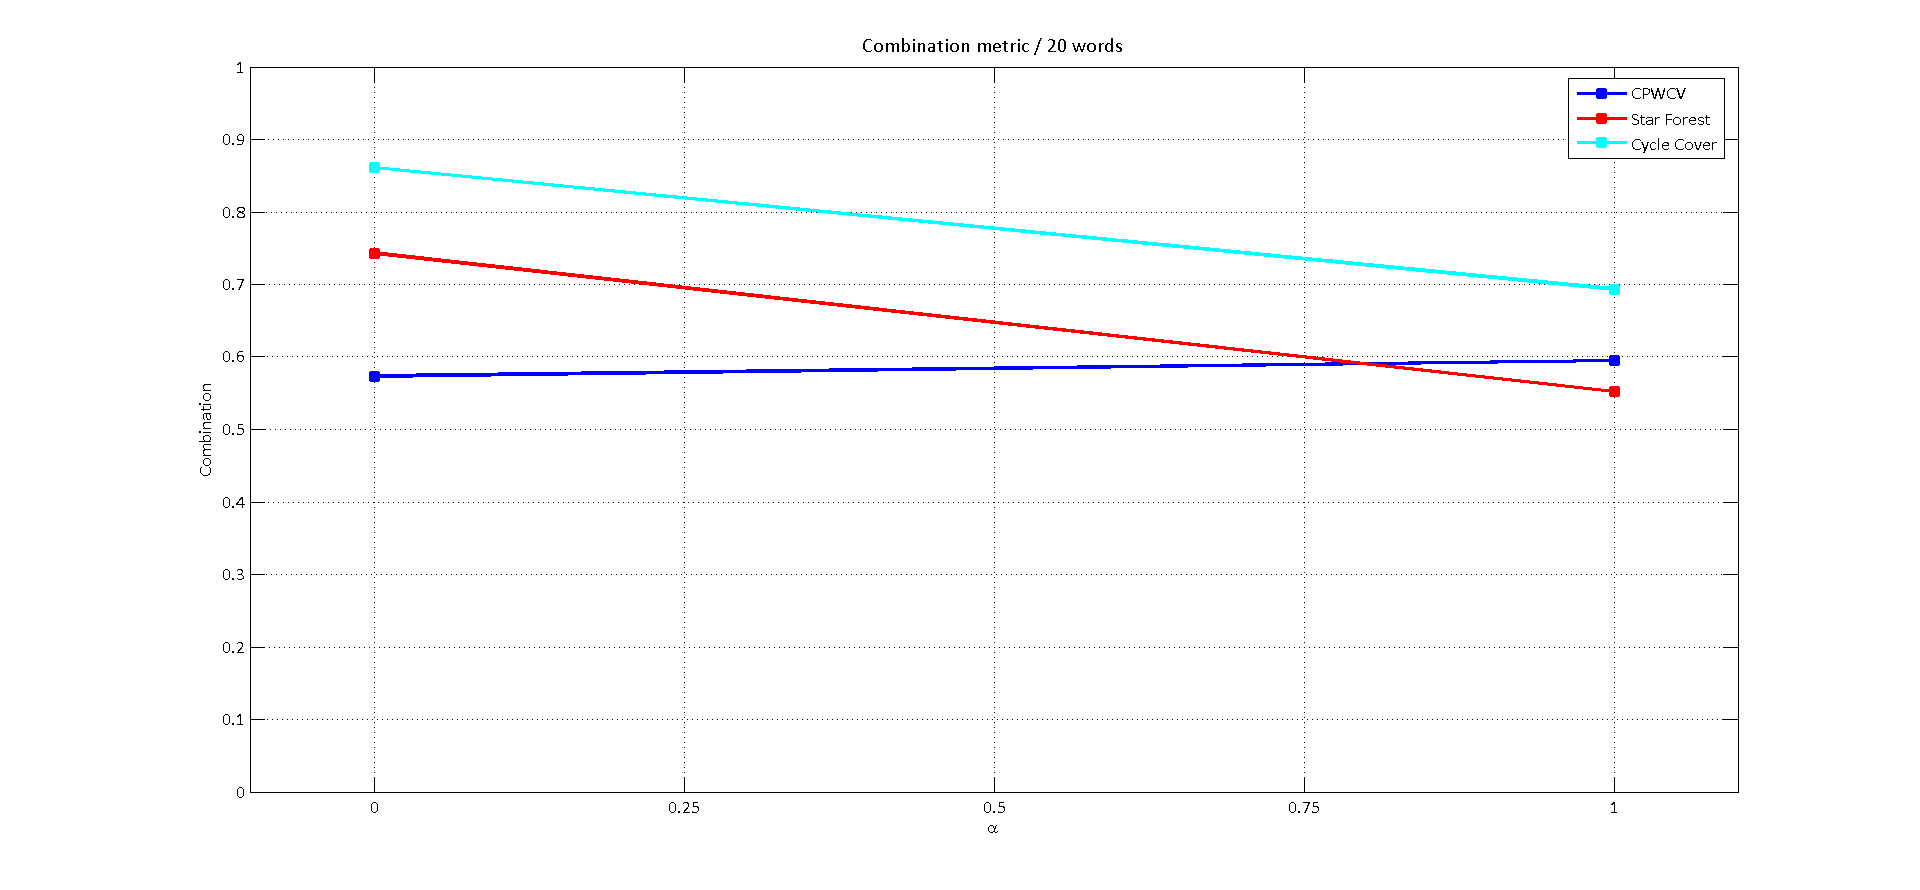 Combination metric / 20 words
1
0.9
0.8
0.7
0.6
0.5
0.4
0.3
0.2
0.1
0
Combination
CPWCV
Star Forest
Cycle Cover
0 0.25 0.5 0.75 1
α